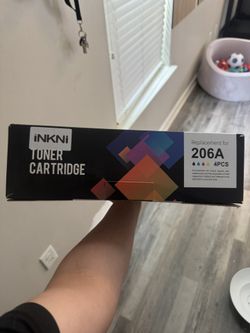 iNKNi
TONER
CARTRIDGE
Replacement for
206A
4PCS